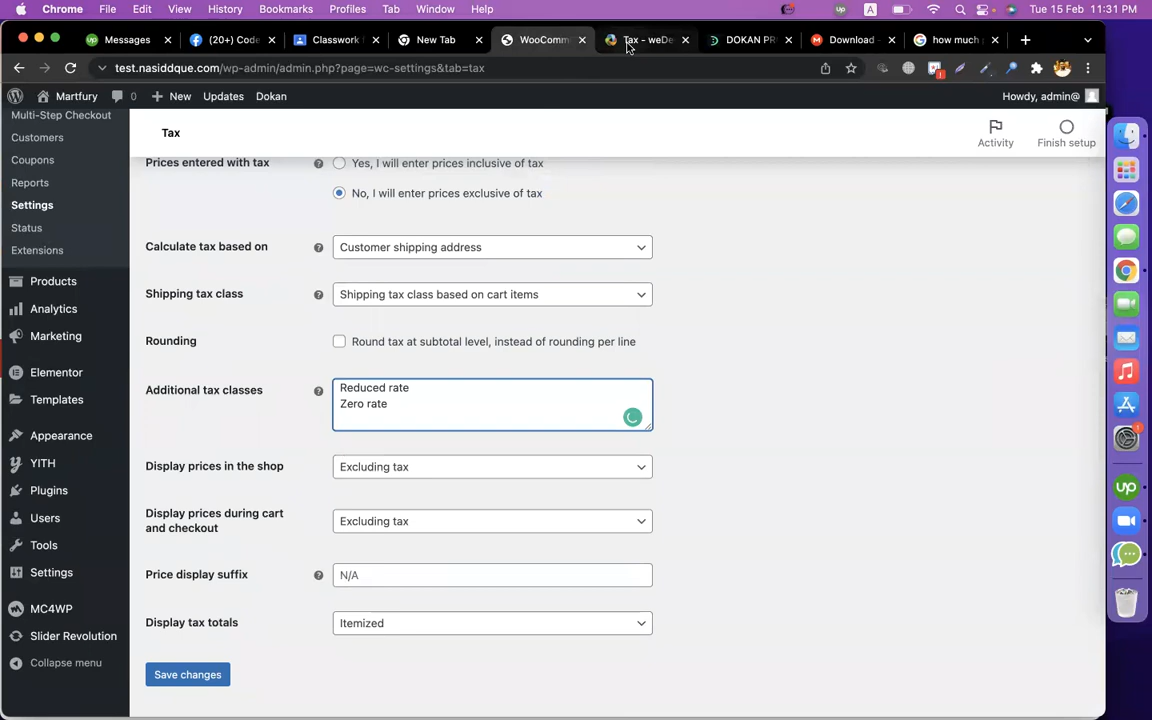 Chrome File Edit View History Bookmarks Profiles Tab Window Help A Tue 15 Feb 11:31 PM
Messages (20+) Code Classwork New Tab WooComm Tax - weDe DOKAN PR Download - how much
test.nasiddque.com/wp-admin/admin.php?page=wc-settings&tab=tax
Martfury 0 New Updates Dokan Howdy, admin@
Multi-Step Checkout
Customers
Coupons
Reports
Settings
Status
Extensions
Products
Analytics
Marketing
Elementor
Templates
Appearance
YITH
Plugins
Users
Tools
Settings
MC4WP
Slider Revolution
Collapse menu
Tax
Activity
Finish setup
Prices entered with tax
Yes, I will enter prices inclusive of tax
No, I will enter prices exclusive of tax
Calculate tax based on
Customer shipping address
Shipping tax class
Shipping tax class based on cart items
Rounding
Round tax at subtotal level, instead of rounding per line
Additional tax classes
Reduced rate
Zero rate
Display prices in the shop
Excluding tax
Display prices during cart
and checkout
Excluding tax
Price display suffix
N/A
Display tax totals
Itemized
Save changes
up